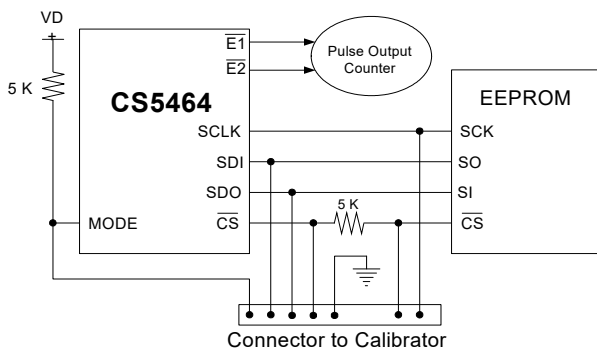 VD
+
5 K
CS5464
E1
E2
Pulse Output
Counter
EEPROM
SCLK
SCK
SDI
SO
SDO
SI
5 K
MODE
CS
CS
Connector to Calibrator